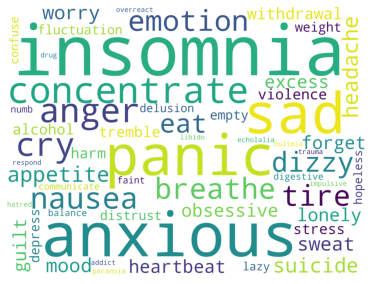 confuse
worry
overreact
emotion
withdrawal
weight
fluctuation
drug
insomnia
headache
concentrate
excess
violence
numb
delusion
empty
sad
anger
alcohol
tremble
eat
cry
harm
panic
libido
echolalia
forget
dizzy
bulimia
trauma
respond
appetite
communicate
faint
breathe
tire
digestive
impulsive
hopeless
nausea
obsessive
lonely
hatred
balance
distrust
anxious
stress
guilt
depress
addict
sweat
mood
paranoia
heartbeat
lazy
suicide